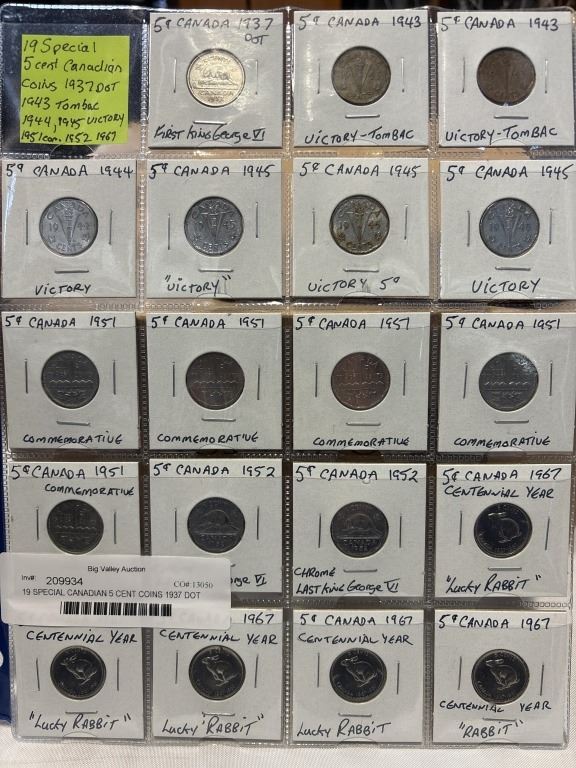 19 Special
5 cent Canadian
Coins 1937 DOT
1943 Tombac
1944, 1945 VICTORY
1951 com. 1952 1967
5¢ CANADA 1937
DOT
FIRST KING GEORGE VI
5¢ CANADA 1943
VICTORY-TOMBAC
5¢ CANADA 1943
VICTORY-TOMBAC
5¢ CANADA 1944
VICTORY
5¢ CANADA 1945
"VICTORY"
5¢ CANADA 1945
VICTORY 5¢
5¢ CANADA 1945
VICTORY
5¢ CANADA 1951
COMMEMORATIVE
5¢ CANADA 1951
COMMEMORATIVE
5¢ CANADA 1951
COMMEMORATIVE
5¢ CANADA 1951
COMMEMORATIVE
5¢ CANADA 1951
COMMEMORATIVE
5¢ CANADA 1952
GEORGE VI
5¢ CANADA 1952
CHROME
LAST KING GEORGE VI
5¢ CANADA 1967
CENTENNIAL YEAR
"Lucky RABBIT"
Big Valley Auction
Inv#: 209934 CO#:13050
19 SPECIAL CANADIAN 5 CENT COINS 1937 DOT
CENTENNIAL YEAR
"Lucky RABBIT"
1967
CENTENNIAL YEAR
Lucky "RABBIT"
5¢ CANADA 1967
CENTENNIAL YEAR
Lucky RABBIT
5¢ CANADA 1967
CENTENNIAL YEAR
"RABBIT"